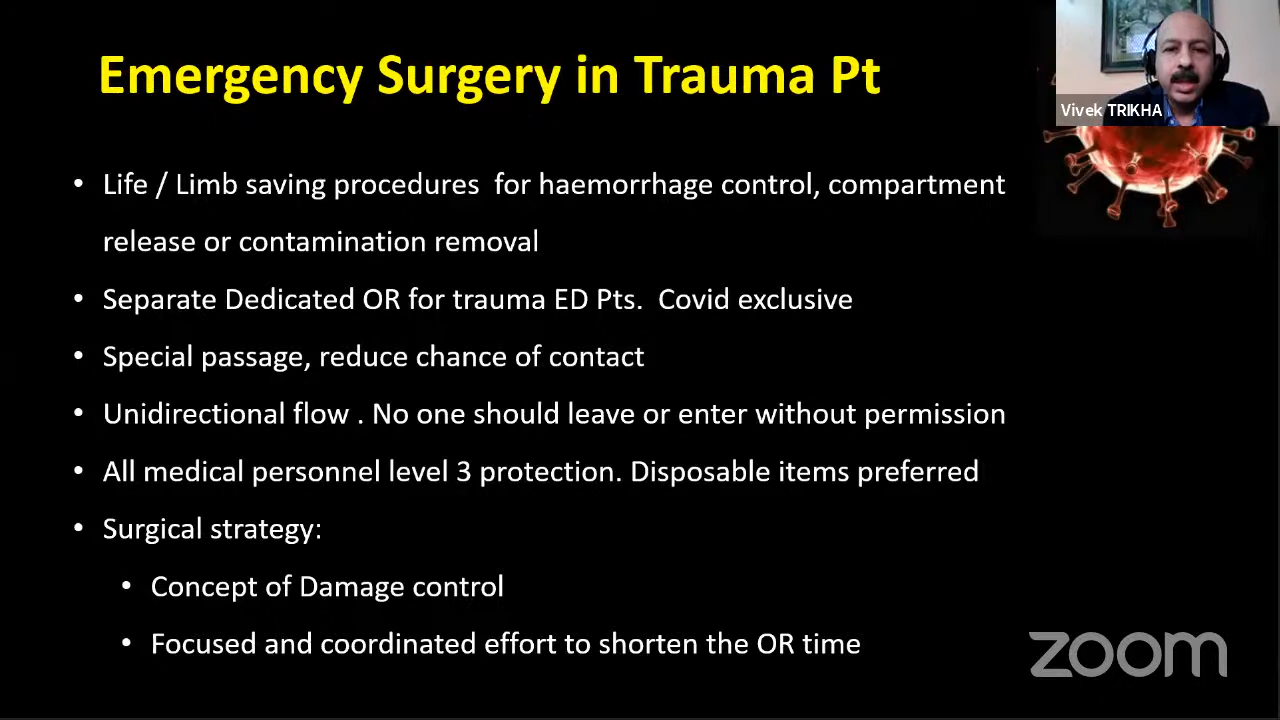 Emergency Surgery in Trauma Pt
Vivek TRIKHA
• Life / Limb saving procedures for haemorrhage control, compartment
release or contamination removal
• Separate Dedicated OR for trauma ED Pts. Covid exclusive
• Special passage, reduce chance of contact
• Unidirectional flow . No one should leave or enter without permission
• All medical personnel level 3 protection. Disposable items preferred
• Surgical strategy:
• Concept of Damage control
• Focused and coordinated effort to shorten the OR time
zoom